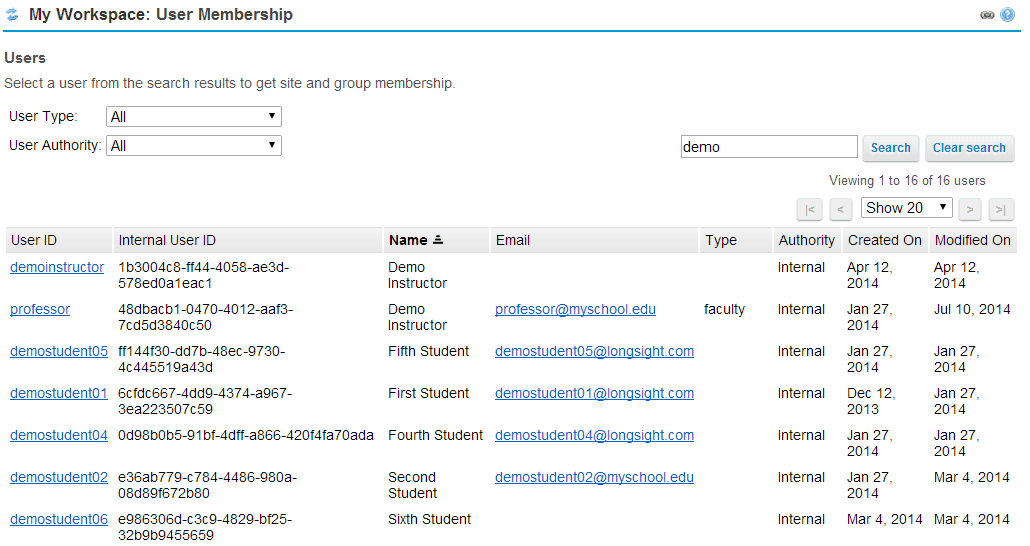 My Workspace: User Membership
Users
Select a user from the search results to get site and group membership.
User Type: All
User Authority: All
demo Search Clear search
Viewing 1 to 16 of 16 users
|< < Show 20 > >|
User ID Internal User ID Name Email Type Authority Created On Modified On
demoinstructor 1b3004c8-ff44-4058-ae3d- Demo Internal Apr 12, Apr 12,
578ed0a1eac1 Instructor 2014 2014
professor 48dbacb1-0470-4012-aaf3- Demo professor@myschool.edu faculty Internal Jan 27, Jul 10, 2014
7cd5d3840c50 Instructor 2014
demostudent05 ff144f30-dd7b-48ec-9730- Fifth Student demostudent05@longsight.com Internal Jan 27, Jan 27,
4c445519a43d 2014 2014
demostudent01 6cfdc667-4dd9-4374-a967- First Student demostudent01@longsight.com Internal Dec 12, Jan 27,
3ea223507c59 2013 2014
demostudent04 0d98b0b5-91bf-4dff-a866-420f4fa70ada Fourth Student demostudent04@longsight.com Internal Jan 27, Jan 27,
2014 2014
demostudent02 e36ab779-c784-4486-980a- Second demostudent02@myschool.edu Internal Jan 27, Mar 4, 2014
08d89f672b80 Student 2014
demostudent06 e986306d-c3c9-4829-bf25- Sixth Student Internal Mar 4, 2014 Mar 4, 2014
32b9b9455659